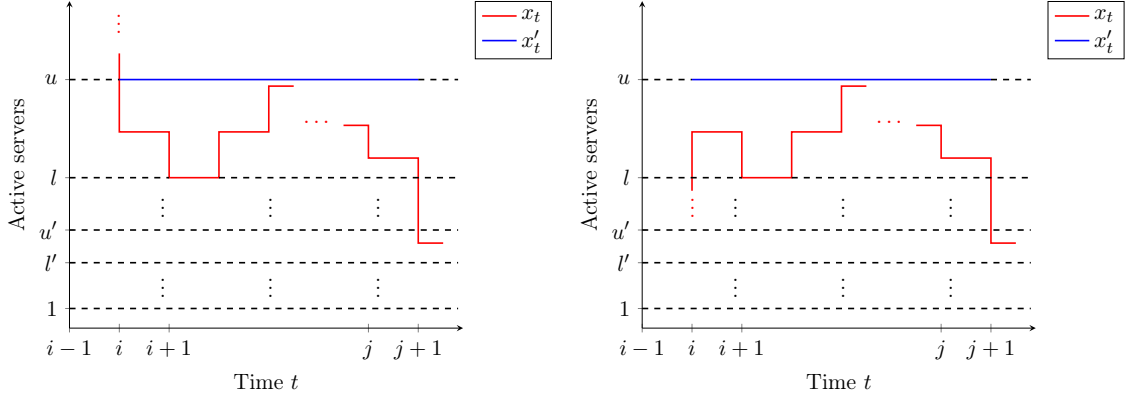 x_t
x'_t
u
l
u'
l'
1
Active servers
i − 1
i
i + 1
j
j + 1
Time t
x_t
x'_t
u
l
u'
l'
1
Active servers
i − 1
i
i + 1
j
j + 1
Time t